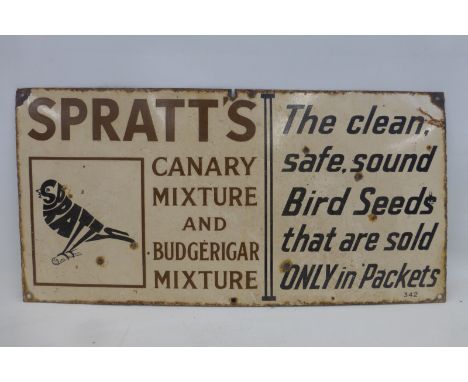 SPRATT'S
SPRATTS
CANARY
MIXTURE
AND
BUDGERIGAR
MIXTURE
The clean,
safe, sound
Bird Seeds
that are sold
ONLY in Packets
342